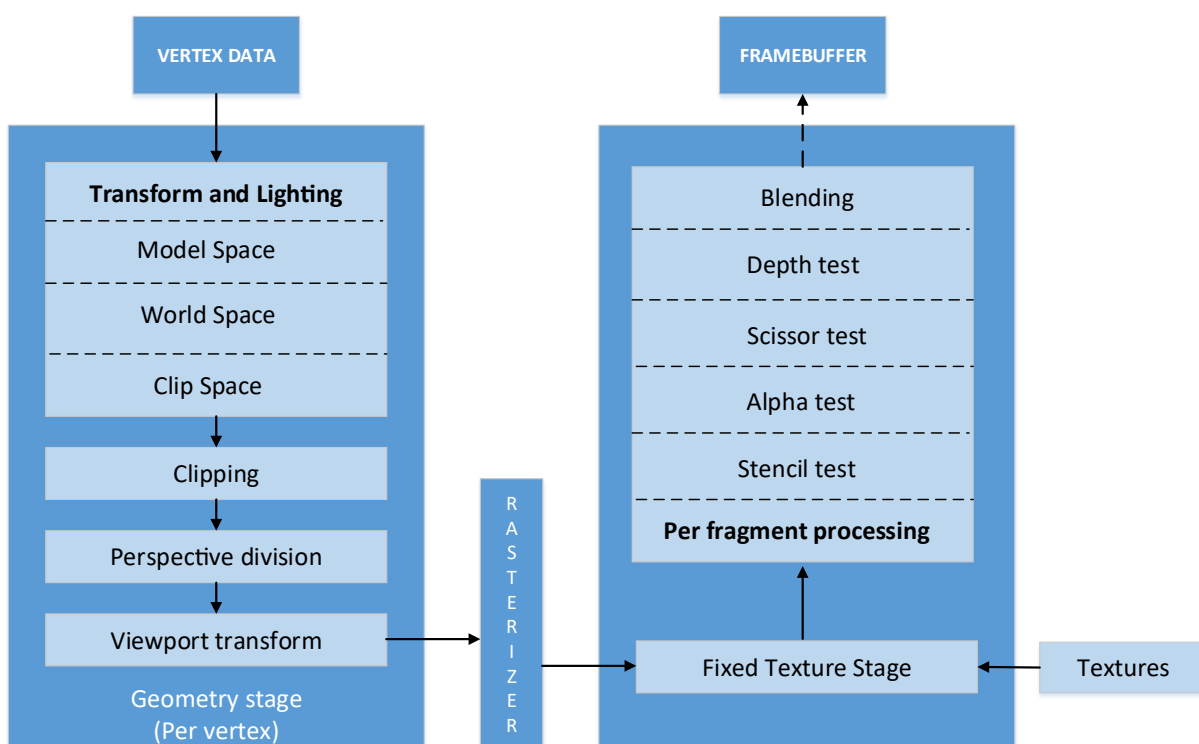 VERTEX DATA
FRAMEBUFFER
Transform and Lighting
Model Space
World Space
Clip Space
Clipping
Perspective division
Viewport transform
Geometry stage
(Per vertex)
RASTERIZER
Blending
Depth test
Scissor test
Alpha test
Stencil test
Per fragment processing
Fixed Texture Stage
Textures